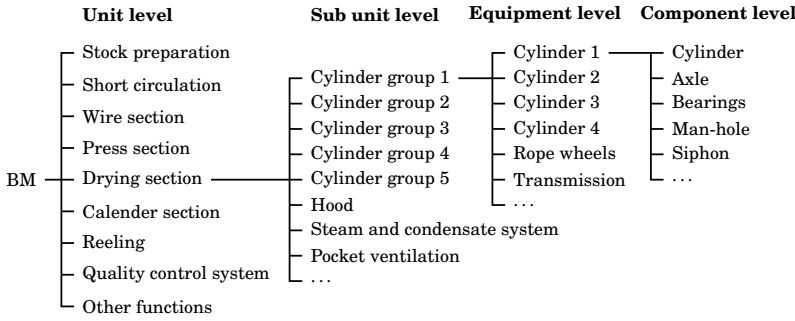 Unit level
Sub unit level
Equipment level
Component level
BM
Stock preparation
Short circulation
Wire section
Press section
Drying section
Calender section
Reeling
Quality control system
Other functions
Cylinder group 1
Cylinder group 2
Cylinder group 3
Cylinder group 4
Cylinder group 5
Hood
Steam and condensate system
Pocket ventilation
...
Cylinder 1
Cylinder 2
Cylinder 3
Cylinder 4
Rope wheels
Transmission
...
Cylinder
Axle
Bearings
Man-hole
Siphon
...